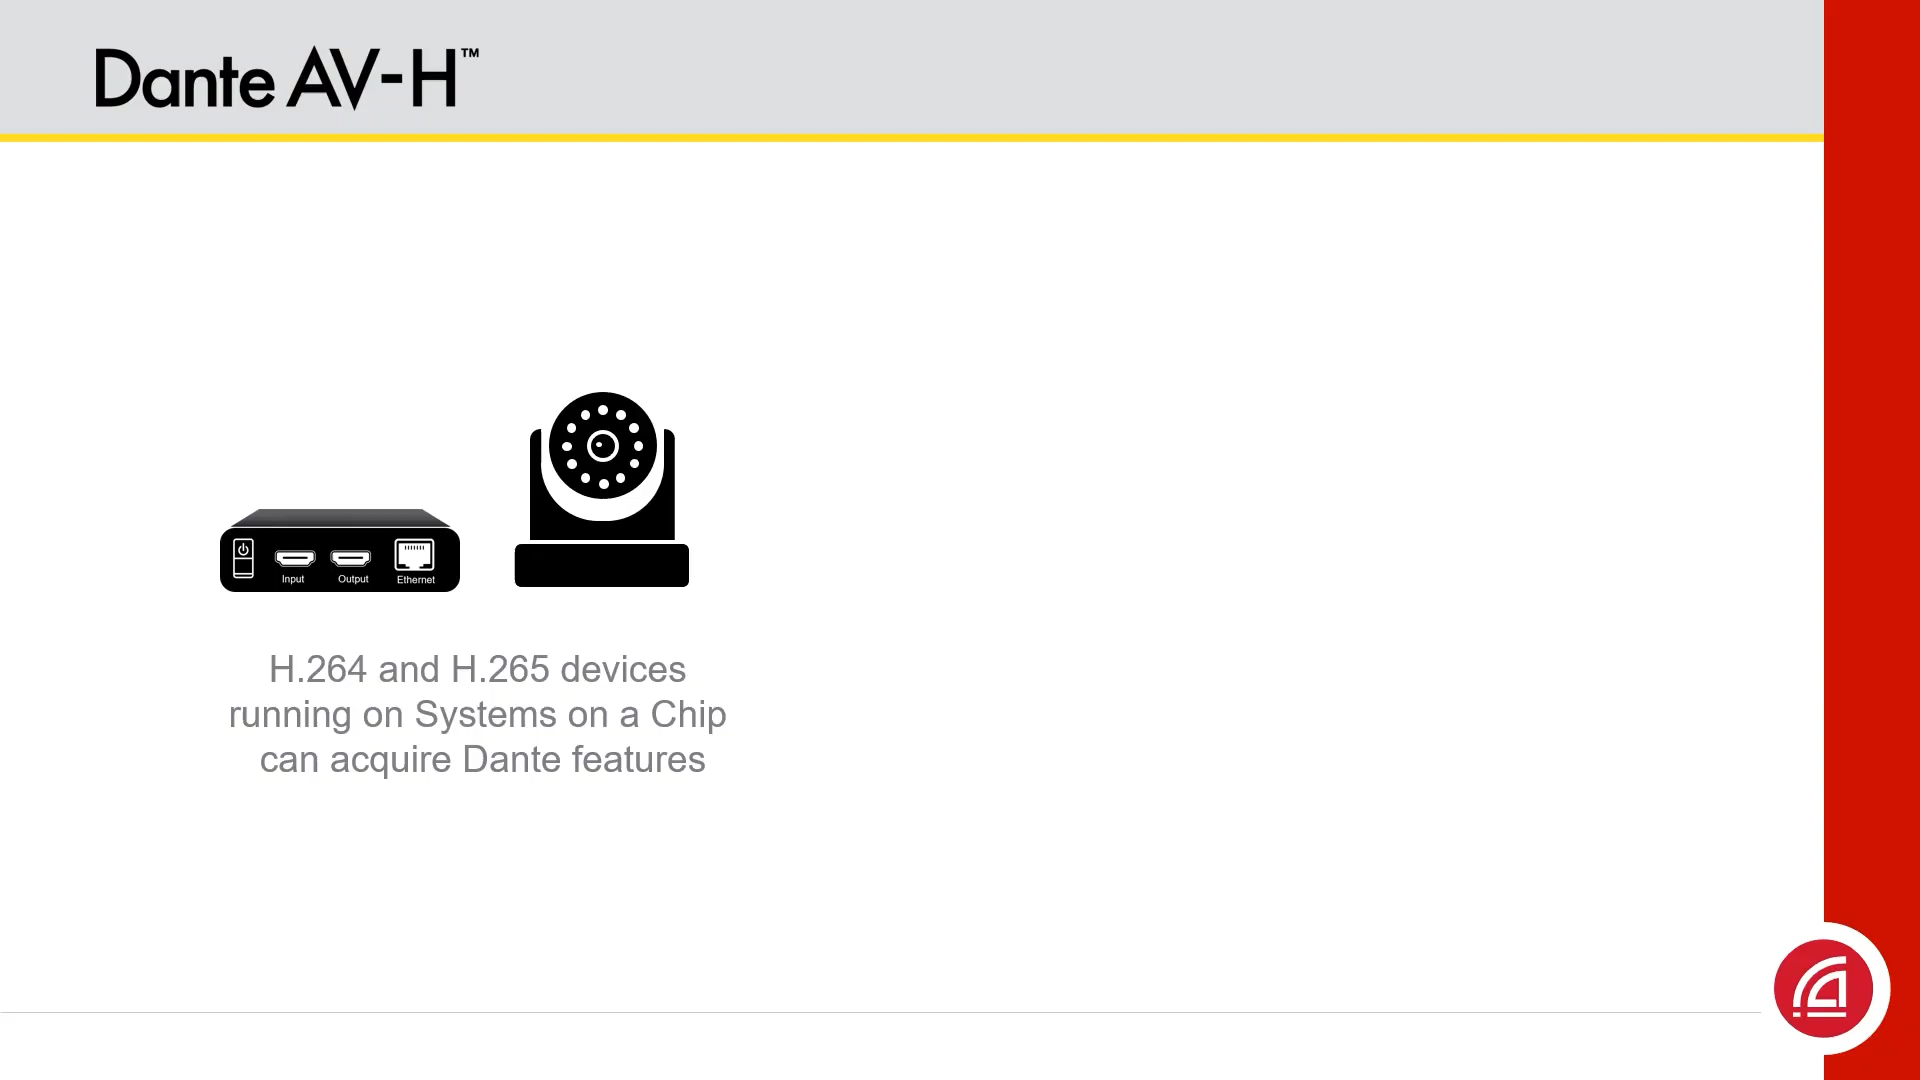 Dante AV-H™
Input
Output
Ethernet
H.264 and H.265 devices
running on Systems on a Chip
can acquire Dante features